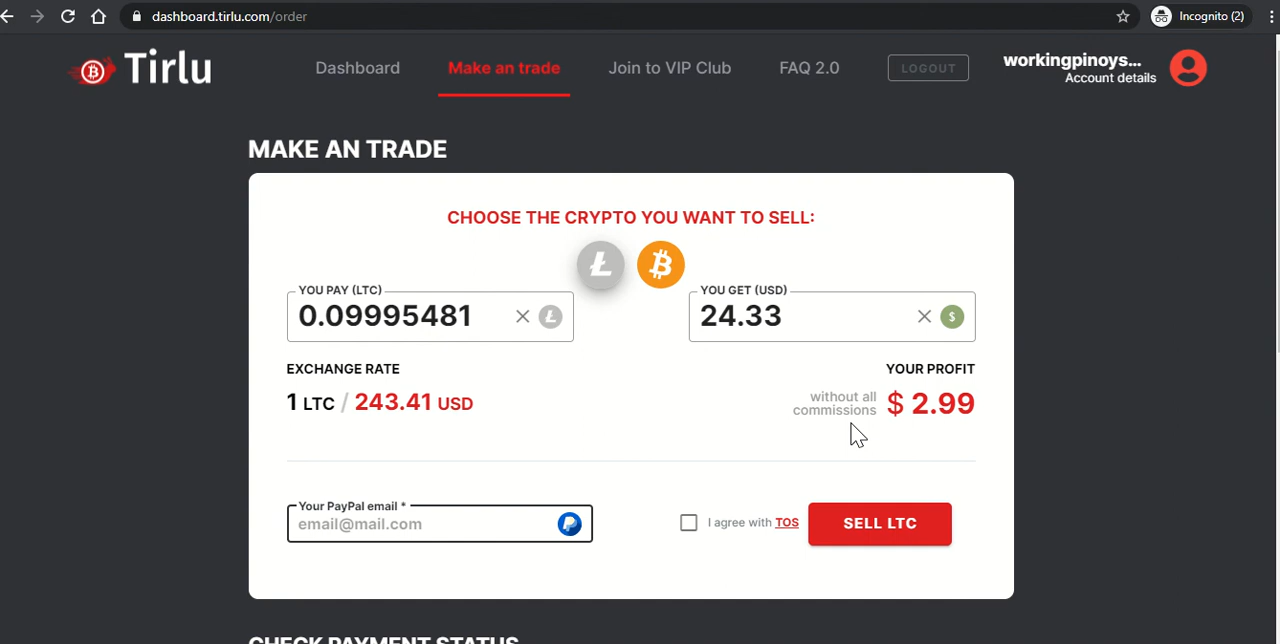 dashboard.tirlu.com/order
Incognito (2)
Tirlu
Dashboard
Make an trade
Join to VIP Club
FAQ 2.0
LOGOUT
workingpinoys...
Account details
MAKE AN TRADE
CHOOSE THE CRYPTO YOU WANT TO SELL:
YOU PAY (LTC)
0.09995481
YOU GET (USD)
24.33
$
EXCHANGE RATE
1 LTC / 243.41 USD
YOUR PROFIT
without all
commissions
$ 2.99
Your PayPal email *
email@mail.com
I agree with TOS
SELL LTC
CHECK PAYMENT STATUS